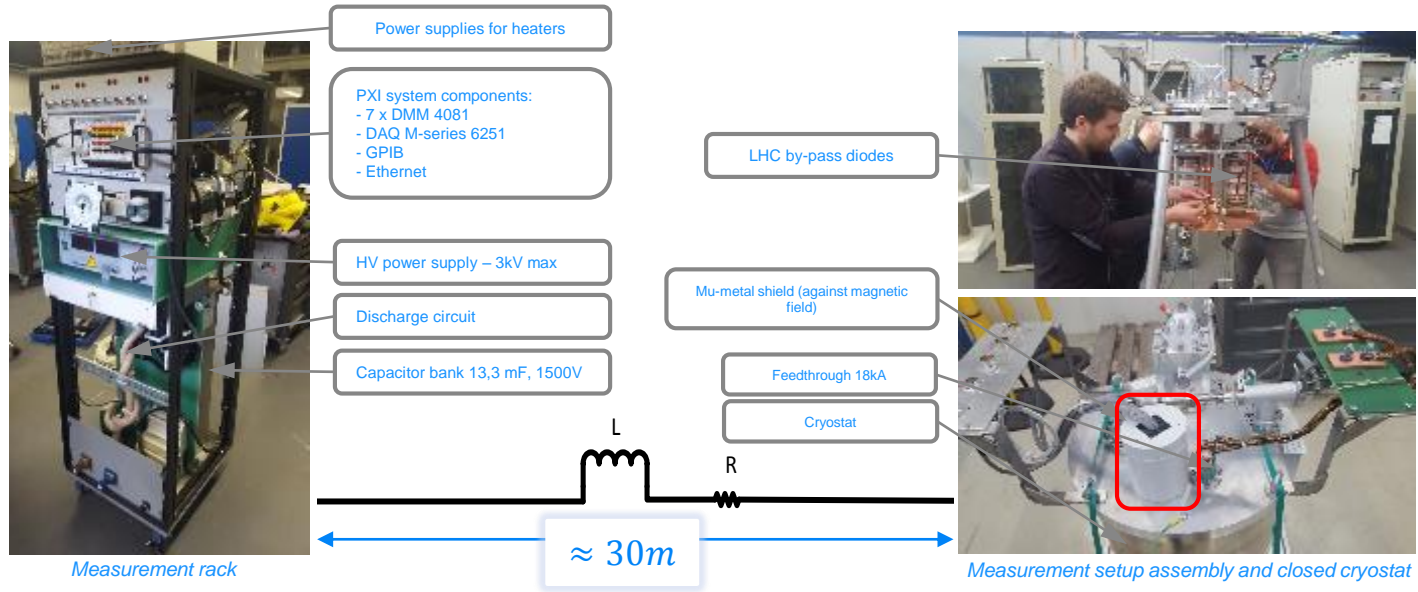 Power supplies for heaters
PXI system components:
- 7 x DMM 4081
- DAQ M-series 6251
- GPIB
- Ethernet
HV power supply – 3kV max
Discharge circuit
Capacitor bank 13,3 mF, 1500V
LHC by-pass diodes
Mu-metal shield (against magnetic
field)
Feedthrough 18kA
Cryostat
L
R
≈ 30m
Measurement rack
Measurement setup assembly and closed cryostat